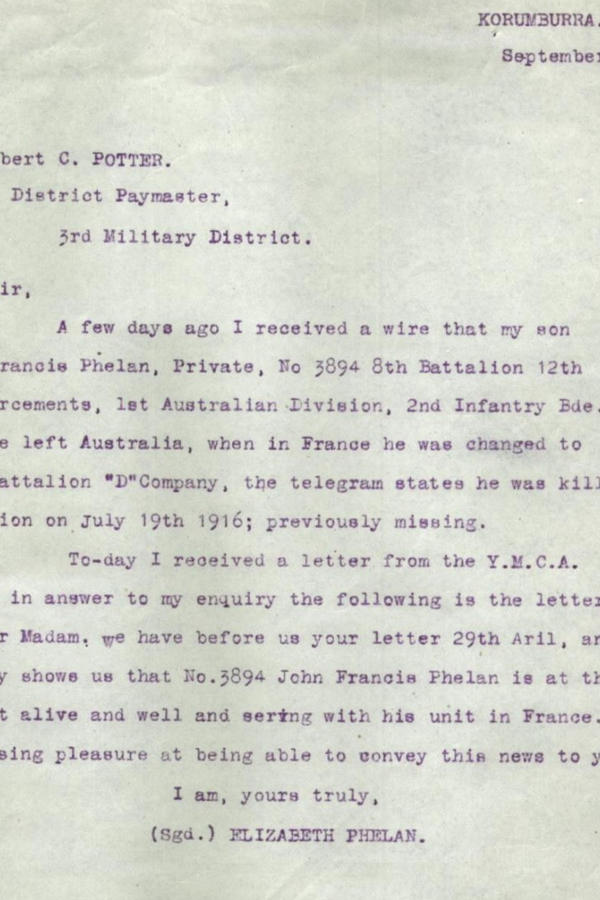 KORUMBURRA.
September
bert C. POTTER.
District Paymaster,
3rd Military District.
ir,
A few days ago I received a wire that my son
rancis Phelan, Private, No 3894 8th Battalion 12th
rcements, 1st Australian Division, 2nd Infantry Bde.
e left Australia, when in France he was changed to
attalion "D"Company, the telegram states he was kill
ion on July 19th 1916; previously missing.
To-day I received a letter from the Y.M.C.A.
in answer to my enquiry the following is the letter
r Madam. we have before us your letter 29th Aril, an
y shows us that No.3894 John Francis Phelan is at th
t alive and well and serтng with his unit in France.
sing pleasure at being able to convey this news to y
I am, yours truly,
(Sgd.) ELIZABETH PHELAN.